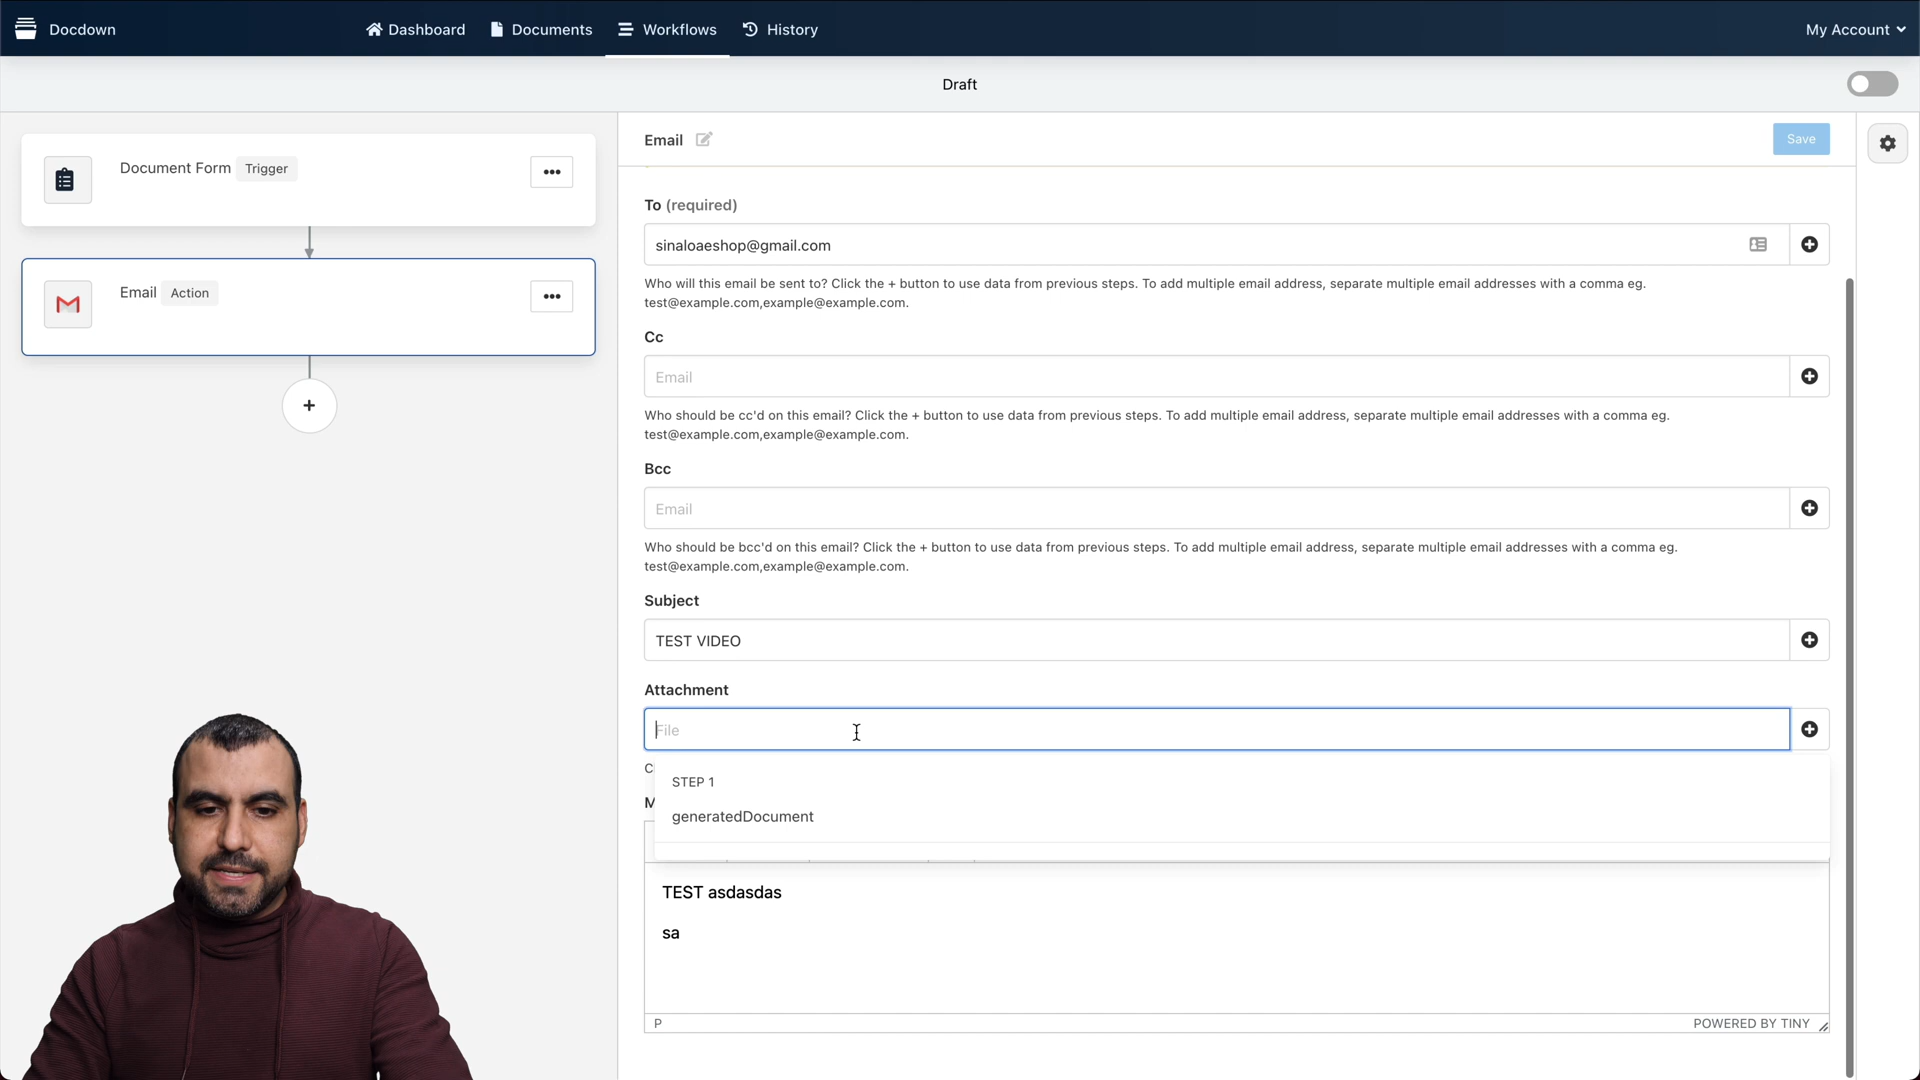 Docdown
Dashboard
Documents
Workflows
History
My Account
Draft
Document Form Trigger
Email Action
Email
Save
To (required)
sinaloaeshop@gmail.com
Who will this email be sent to? Click the + button to use data from previous steps. To add multiple email address, separate multiple email addresses with a comma eg.
test@example.com,example@example.com.
Cc
Email
Who should be cc'd on this email? Click the + button to use data from previous steps. To add multiple email address, separate multiple email addresses with a comma eg.
test@example.com,example@example.com.
Bcc
Email
Who should be bcc'd on this email? Click the + button to use data from previous steps. To add multiple email address, separate multiple email addresses with a comma eg.
test@example.com,example@example.com.
Subject
TEST VIDEO
Attachment
File
C
STEP 1
M
generatedDocument
TEST asdasdas
sa
P
POWERED BY TINY